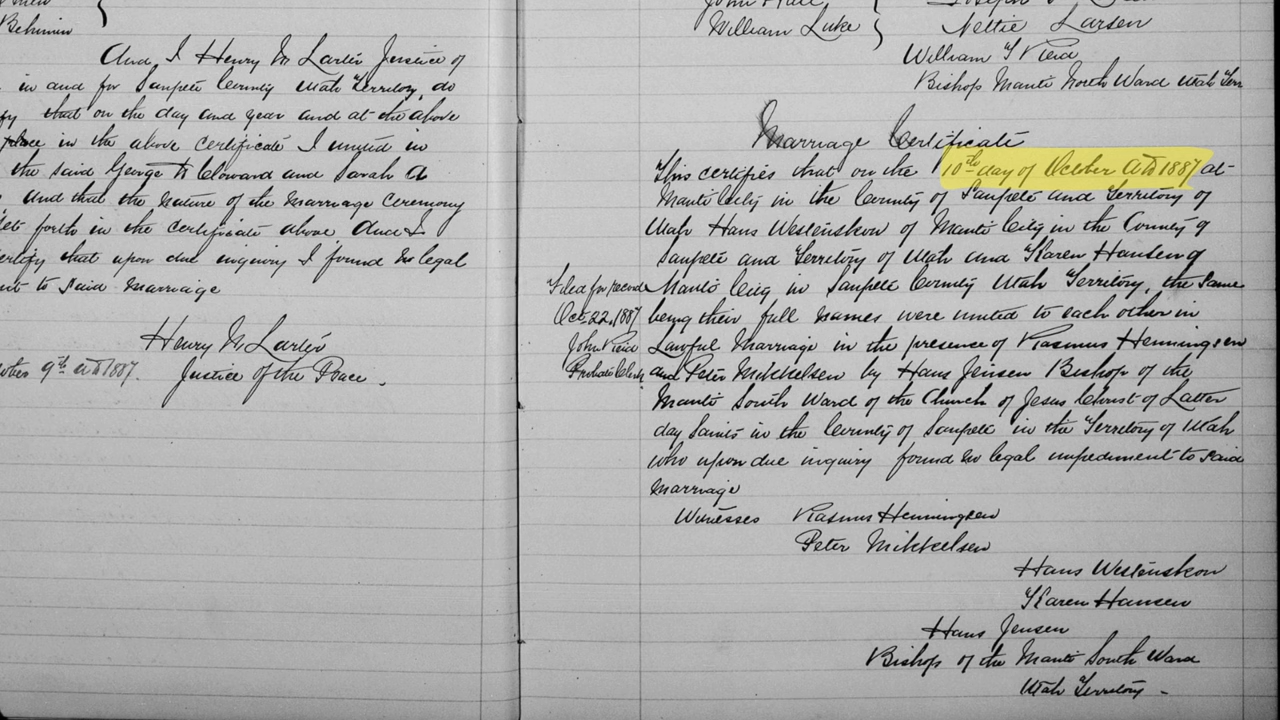 Behimin
And I Henry M Larter Justice of
in and for Sanpete County Utah Territory, do
that on the day and year and at the above
place in the above certificate I united in
the said George W Cloward and Sarah A
And that the Nature of the Marriage Ceremony
set forth in the certificate above And I
certify that upon due inquiry I found no legal
to said Marriage
Henry M Larter
October 9th AD 1887. Justice of the Peace.
William Luke } Nettie Larsen
William T Reid
Bishop Manti North Ward Utah Terr
Marriage Certificate
This certifies that on the 10th day of October AD 1887 at
Manti City in the County of Sanpete and Territory of
Utah Hans Westenskow of Manti City in the County of
Sanpete and Territory of Utah and Karen Hansen of
Manti City in Sanpete County Utah Territory, the Same
being their full names were united to each other in
Lawful Marriage in the presence of Rasmus Henningsen
and Peter Mikkelsen by Hans Jensen Bishop of the
Manti South Ward of the Church of Jesus Christ of Latter
day Saints in the County of Sanpete in the Territory of Utah
who upon due inquiry found no legal impediment to said
Marriage
Filed for record
Oct 22, 1887
John Reid
Probate Clerk
Witnesses Rasmus Henningsen
Peter Mikkelsen
Hans Westenskow
Karen Hansen
Hans Jensen
Bishop of the Manti South Ward
Utah Territory -